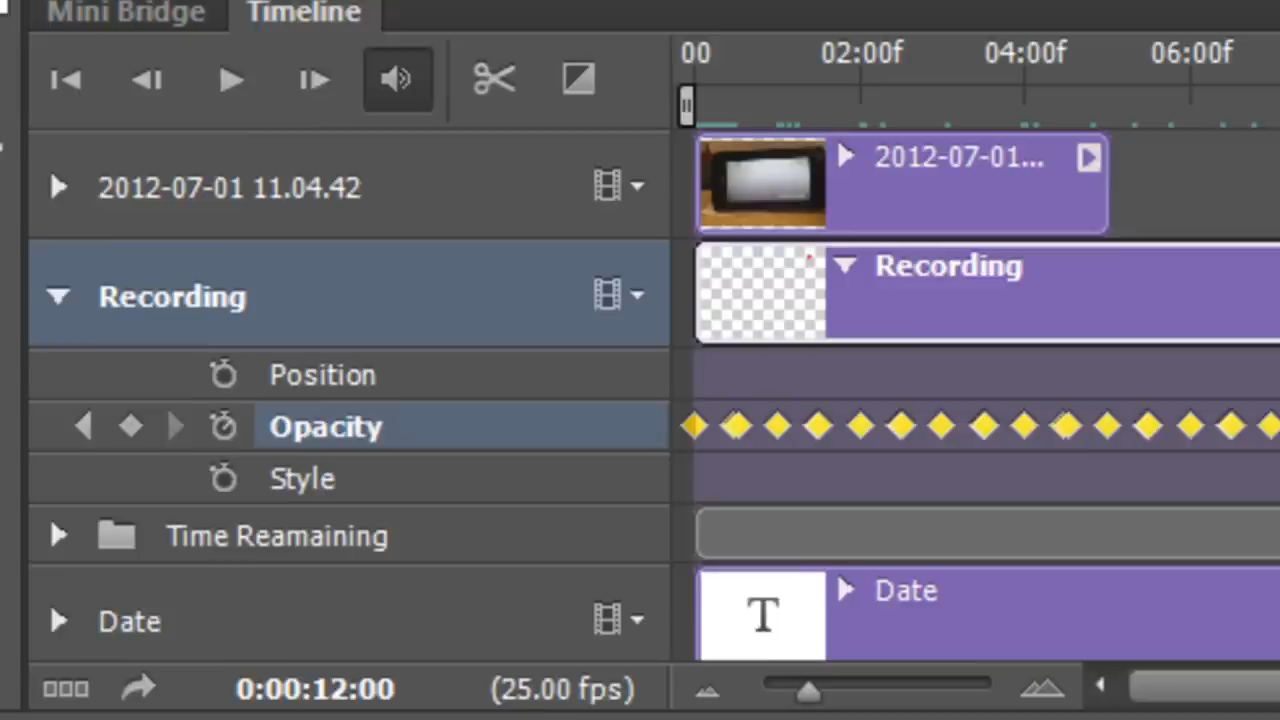 Mini Bridge Timeline
00 02:00f 04:00f 06:00f
2012-07-01 11.04.42 2012-07-01...
Recording Recording
Position
Opacity
Style
Time Reamaining
T
Date Date
0:00:12:00 (25.00 fps)